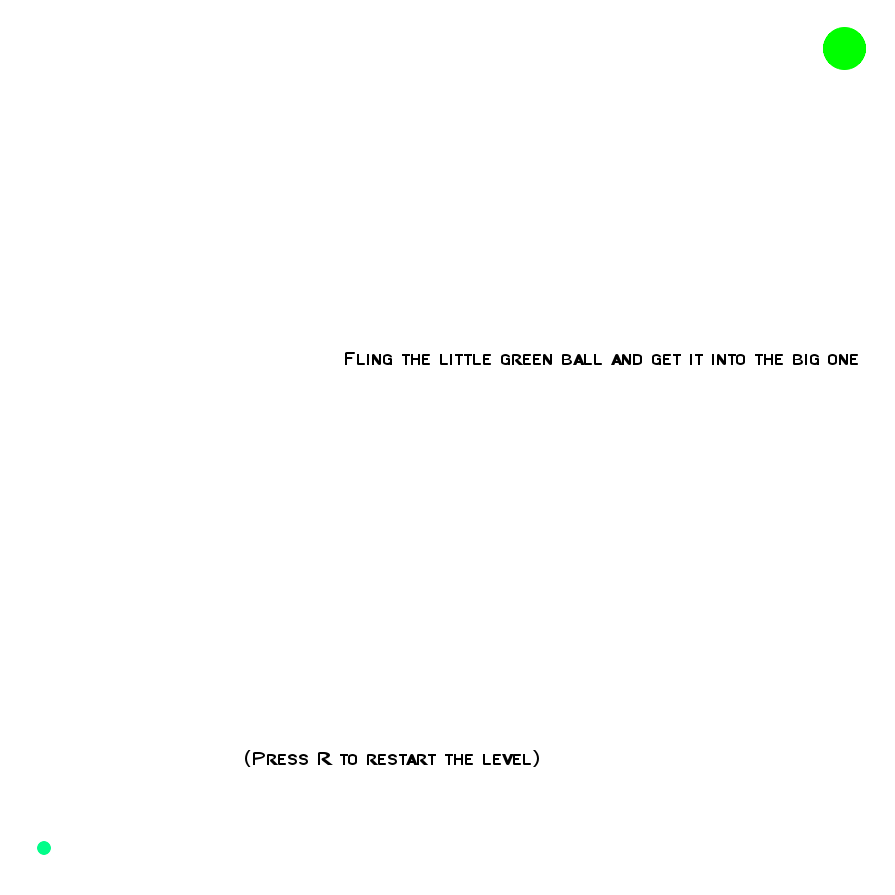 Fling the little green ball and get it into the big one
(Press R to restart the level)